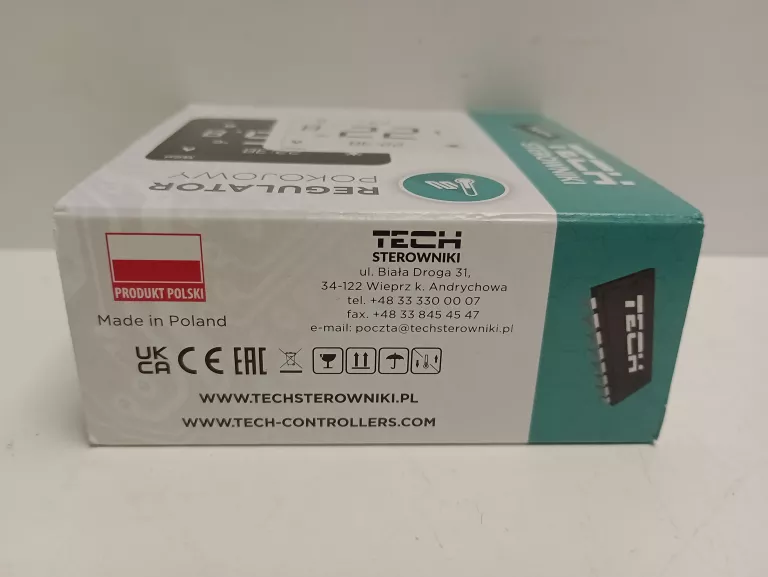 REGULATOR
POKOJOWY
TECH
STEROWNIKI
PRODUKT POLSKI
Made in Poland
TECH
STEROWNIKI
ul. Biała Droga 31,
34-122 Wieprz k. Andrychowa
tel. +48 33 330 00 07
fax. +48 33 845 45 47
e-mail: poczta@techsterowniki.pl
UK
CA CE EAC
WWW.TECHSTEROWNIKI.PL
WWW.TECH-CONTROLLERS.COM
TECH